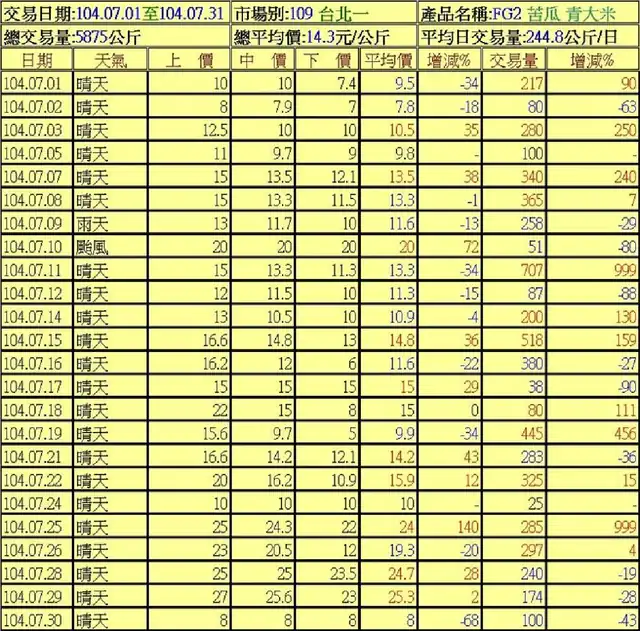 交易日期:104.07.01至104.07.31 市場別:109 台北一 產品名稱:FG2 苦瓜 青大米
總交易量:5875公斤 總平均價:14.3元/公斤 平均日交易量:244.8公斤/日
日期 天氣 上 價 中 價 下 價 平均價 增減% 交易量 增減%
104.07.01 晴天 10 10 7.4 9.5 -34 217 90
104.07.02 晴天 8 7.9 7 7.8 -18 80 -63
104.07.03 晴天 12.5 10 10 10.5 35 280 250
104.07.05 晴天 11 9.7 9 9.8 - 100
104.07.07 晴天 15 13.5 12.1 13.5 38 340 240
104.07.08 晴天 15 13.3 11.5 13.3 -1 365 7
104.07.09 雨天 13 11.7 10 11.6 -13 258 -29
104.07.10 颱風 20 20 20 20 72 51 -80
104.07.11 晴天 15 13.3 11.3 13.3 -34 707 999
104.07.12 晴天 12 11.5 10 11.3 -15 87 -88
104.07.14 晴天 13 10.5 10 10.9 -4 200 130
104.07.15 晴天 16.6 14.8 13 14.8 36 518 159
104.07.16 晴天 16.2 12 6 11.6 -22 380 -27
104.07.17 晴天 15 15 15 15 29 38 -90
104.07.18 晴天 22 15 8 15 0 80 111
104.07.19 晴天 15.6 9.7 5 9.9 -34 445 456
104.07.21 晴天 16.6 14.2 12.1 14.2 43 283 -36
104.07.22 晴天 20 16.2 10.9 15.9 12 325 15
104.07.24 晴天 10 10 10 10 - 25 -
104.07.25 晴天 25 24.3 22 24 140 285 999
104.07.26 晴天 23 20.5 12 19.3 -20 297 4
104.07.28 晴天 25 25 23.5 24.7 28 240 -19
104.07.29 晴天 27 25.6 23 25.3 2 174 -28
104.07.30 晴天 8 8 8 8 -68 100 -43